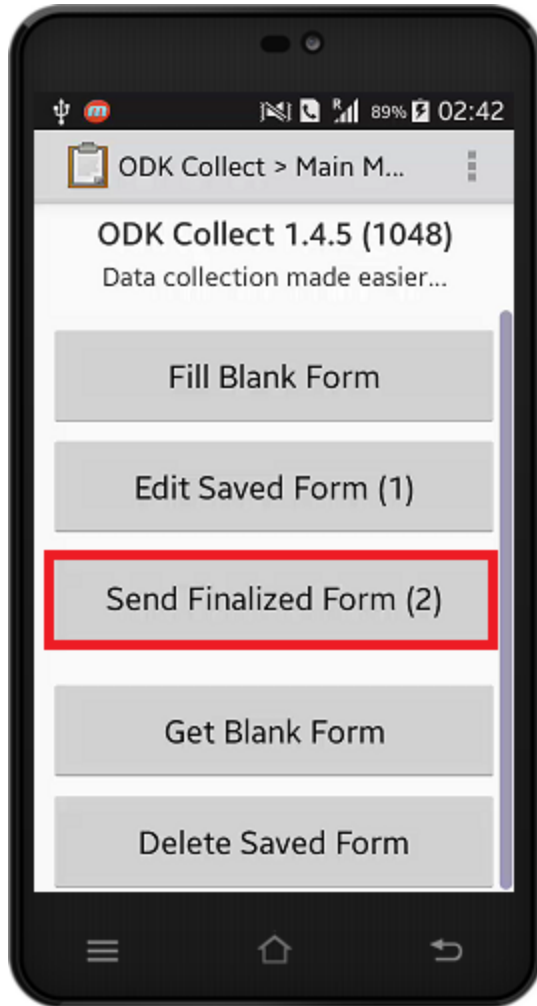 R 89% 02:42
ODK Collect > Main M...
ODK Collect 1.4.5 (1048)
Data collection made easier...
Fill Blank Form
Edit Saved Form (1)
Send Finalized Form (2)
Get Blank Form
Delete Saved Form